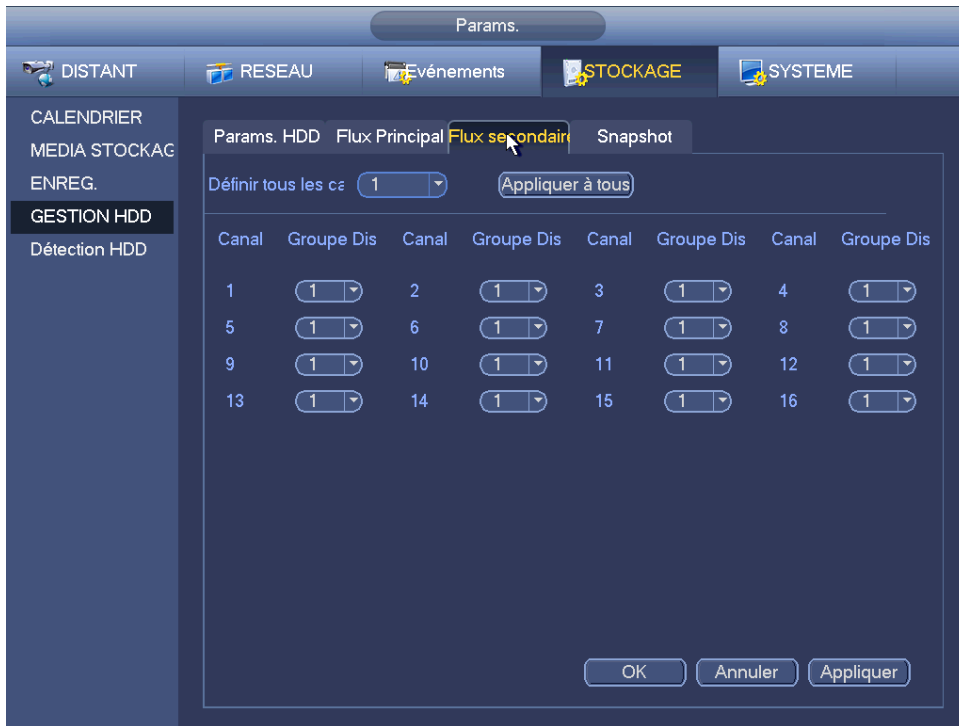 Params.
DISTANT RESEAU Evénements STOCKAGE SYSTEME
CALENDRIER
MEDIA STOCKAG
ENREG.
GESTION HDD
Détection HDD
Params. HDD Flux Principal Flux secondaire Snapshot
Définir tous les ca 1 Appliquer à tous
Canal Groupe Dis Canal Groupe Dis Canal Groupe Dis Canal Groupe Dis
1 1 2 1 3 1 4 1
5 1 6 1 7 1 8 1
9 1 10 1 11 1 12 1
13 1 14 1 15 1 16 1
OK Annuler Appliquer